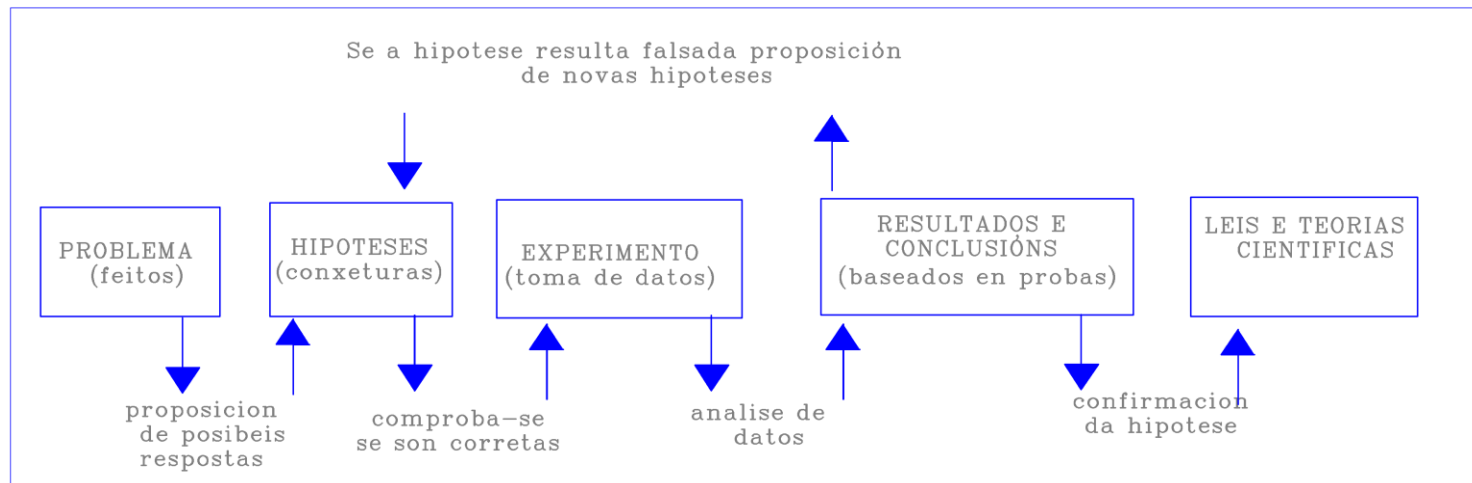 Se a hipotese resulta falsada proposición
de novas hipoteses
PROBLEMA
(feitos)
HIPOTESES
(conxeturas)
EXPERIMENTO
(toma de datos)
RESULTADOS E
CONCLUSIÓNS
(baseados en probas)
LEIS E TEORIAS
CIENTIFICAS
proposicion
de posibeis
respostas
comproba-se
se son corretas
analise de
datos
confirmacion
da hipotese